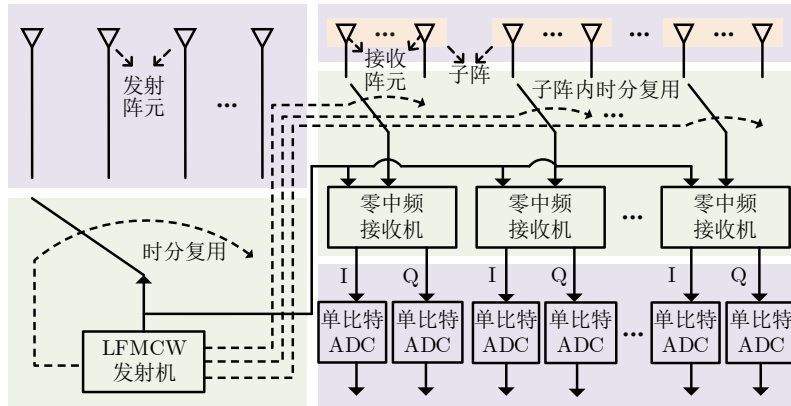 ... ... ... ...
接收
阵元
子阵
发射
阵元
...
子阵内时分复用
...
零中频
接收机
零中频
接收机
...
零中频
接收机
时分复用
I Q I Q I Q
LFMCW
发射机
单比特
ADC
单比特
ADC
单比特
ADC
单比特
ADC
...
单比特
ADC
单比特
ADC